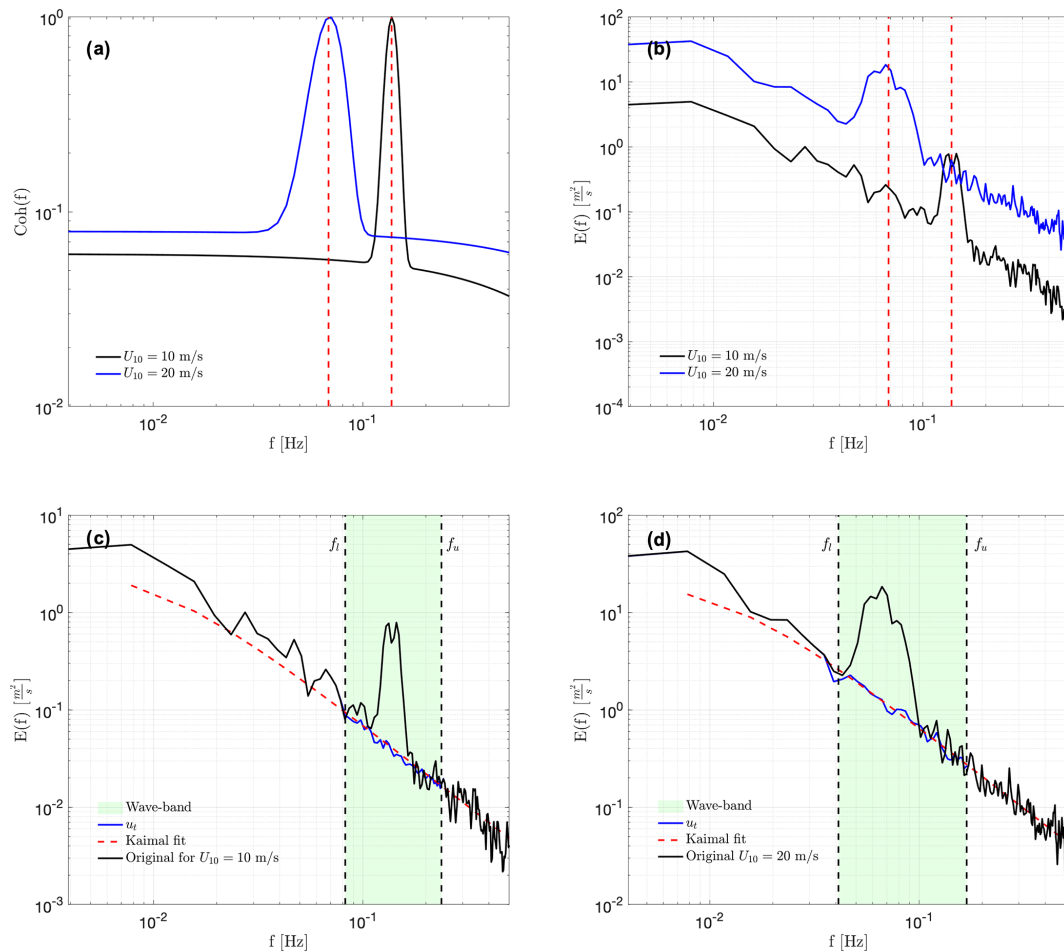 (a)
10^0
10^-1
10^-2
Coh(f)
10^-2
10^-1
f [Hz]
U_10 = 10 m/s
U_10 = 20 m/s
(b)
10^2
10^1
10^0
10^-1
10^-2
10^-3
10^-4
E(f) [m^2/s]
10^-2
10^-1
f [Hz]
U_10 = 10 m/s
U_10 = 20 m/s
(c)
f_l
f_u
10^1
10^0
10^-1
10^-2
10^-3
E(f) [m^2/s]
Wave-band
u_t
Kaimal fit
Original for U_10 = 10 m/s
10^-2
10^-1
f [Hz]
(d)
f_l
f_u
10^2
10^1
10^0
10^-1
10^-2
E(f) [m^2/s]
Wave-band
u_t
Kaimal fit
Original U_10 = 20 m/s
10^-2
10^-1
f [Hz]